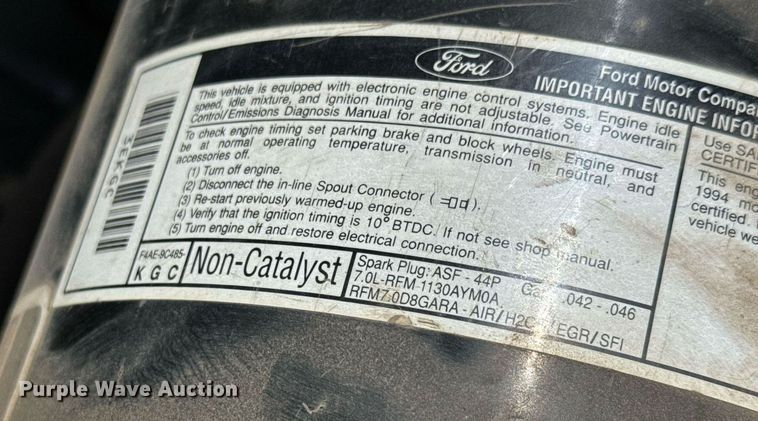 Ford
Ford Motor Compa
IMPORTANT ENGINE INFOR
This vehicle is equipped with electronic engine control systems. Engine idle
speed, idle mixture, and ignition timing are not adjustable. See Powertrain
Control/Emissions Diagnosis Manual for additional information.
To check engine timing set parking brake and block wheels. Engine must
be at normal operating temperature, transmission in neutral, and
accessories off.
(1) Turn off engine.
(2) Disconnect the in-line Spout Connector ( ).
(3) Re-start previously warmed-up engine.
(4) Verify that the ignition timing is 10° BTDC. If not see shop manual.
(5) Turn engine off and restore electrical connection.
Use SA
CERTIF
This eng
1994 mo
certified.
vehicle we
KGC
F4AE-9C485-
K G C
Non-Catalyst
Spark Plug: ASF - 44P .042 - .046
7.0L-RFM-1130AYM0A
RFM7.0D8GARA - AIR/ /EGR/SFI
Purple Wave Auction